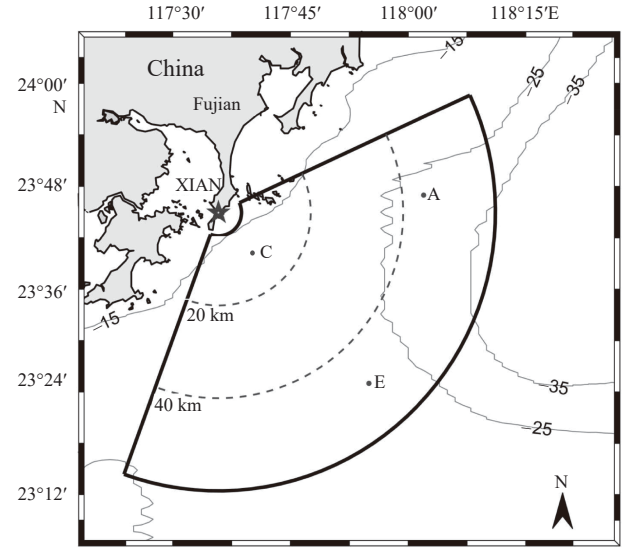 117°30′ 117°45′ 118°00′ 118°15′E
24°00′
N
23°48′
23°36′
23°24′
23°12′
China
Fujian
XIAN
−15
−25
−35
A
C
−15
20 km
E
−35
40 km
−25
N